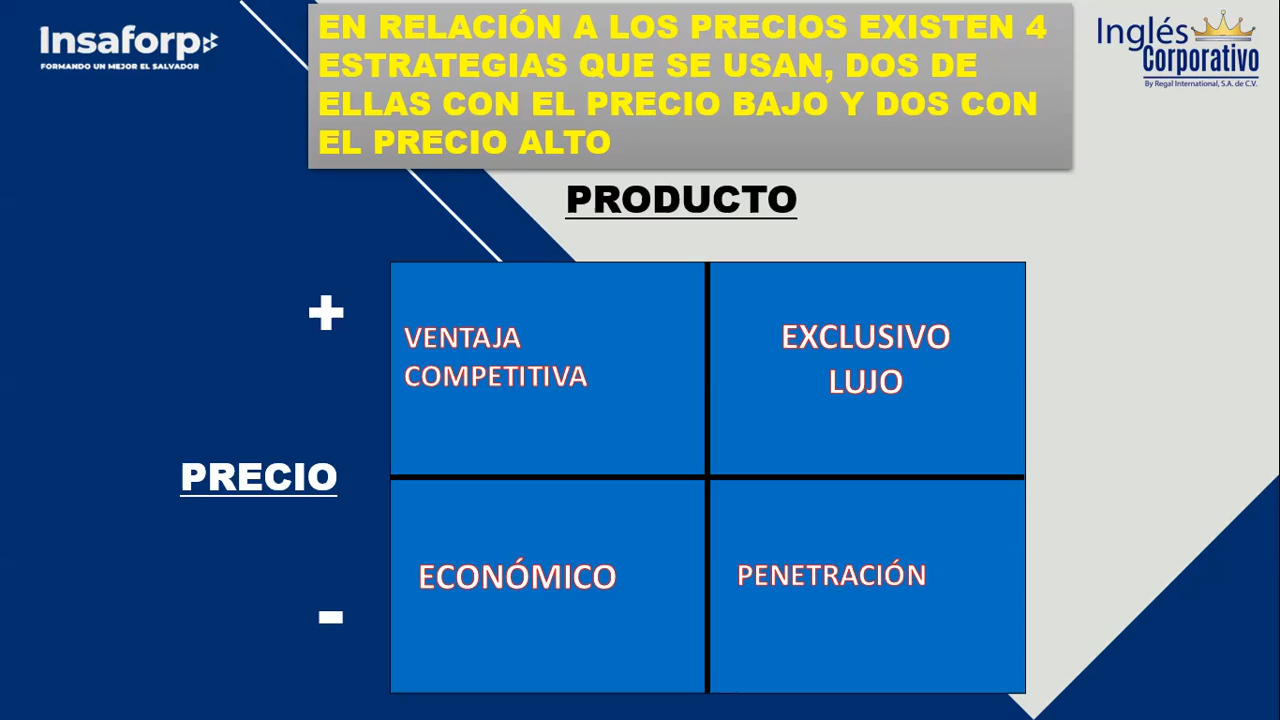 Insaforp
FORMANDO UN MEJOR EL SALVADOR
EN RELACIÓN A LOS PRECIOS EXISTEN 4
ESTRATEGIAS QUE SE USAN, DOS DE
ELLAS CON EL PRECIO BAJO Y DOS CON
EL PRECIO ALTO
Inglés
Corporativo
By Regal International, S.A. de C.V.
PRODUCTO
+
VENTAJA
COMPETITIVA
EXCLUSIVO
LUJO
PRECIO
ECONÓMICO
PENETRACIÓN
-